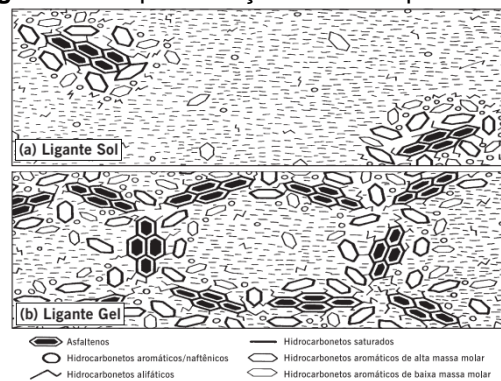 (a) Ligante Sol
(b) Ligante Gel
Asfaltenos
Hidrocarbonetos aromáticos/naftênicos
Hidrocarbonetos alifáticos
Hidrocarbonetos saturados
Hidrocarbonetos aromáticos de alta massa molar
Hidrocarbonetos aromáticos de baixa massa molar